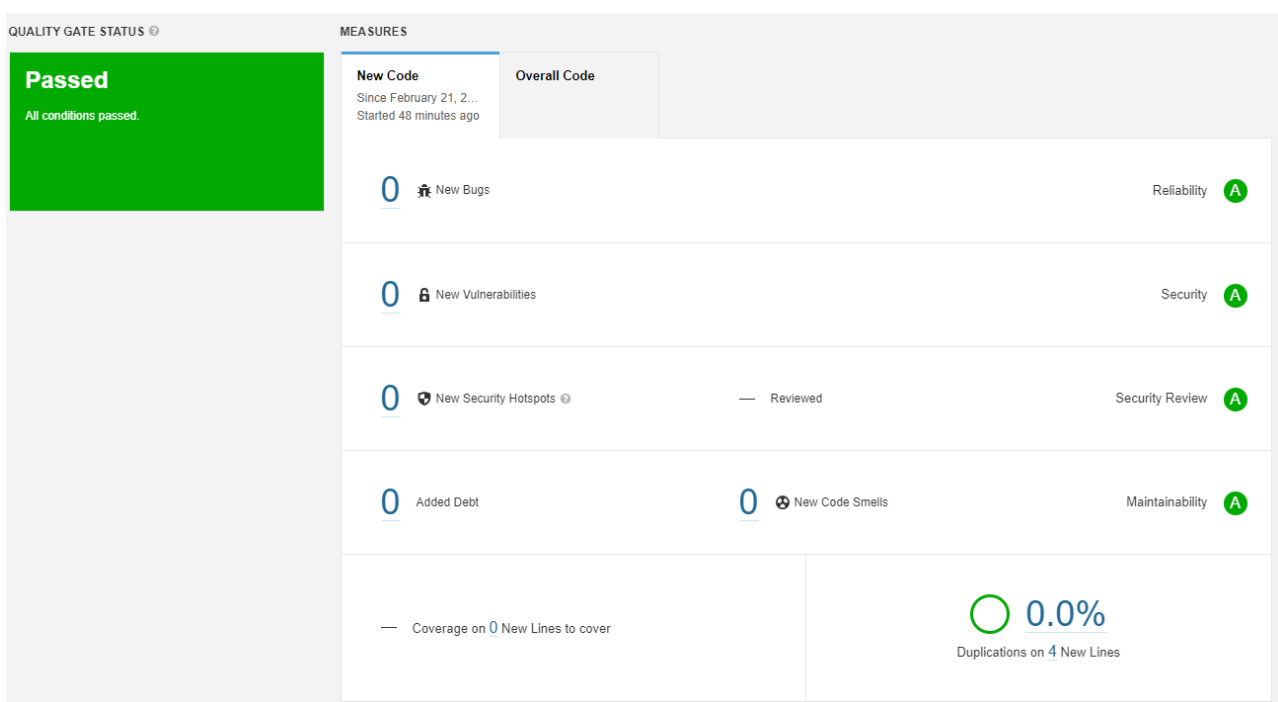 QUALITY GATE STATUS
MEASURES
Passed
All conditions passed.
New Code
Since February 21, 2...
Started 48 minutes ago
Overall Code
0 New Bugs
Reliability A
0 New Vulnerabilities
Security A
0 New Security Hotspots
— Reviewed
Security Review A
0 Added Debt
0 New Code Smells
Maintainability A
— Coverage on 0 New Lines to cover
0.0%
Duplications on 4 New Lines